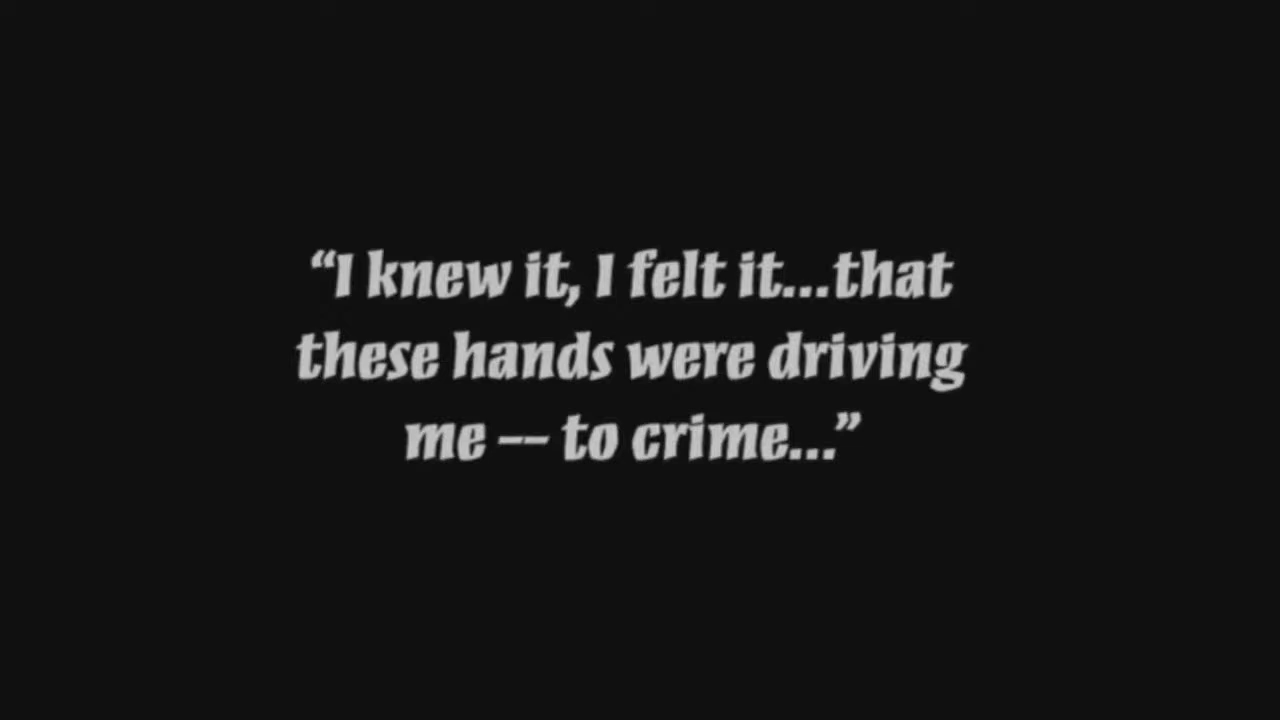 “I knew it, I felt it...that
these hands were driving
me -- to crime...”